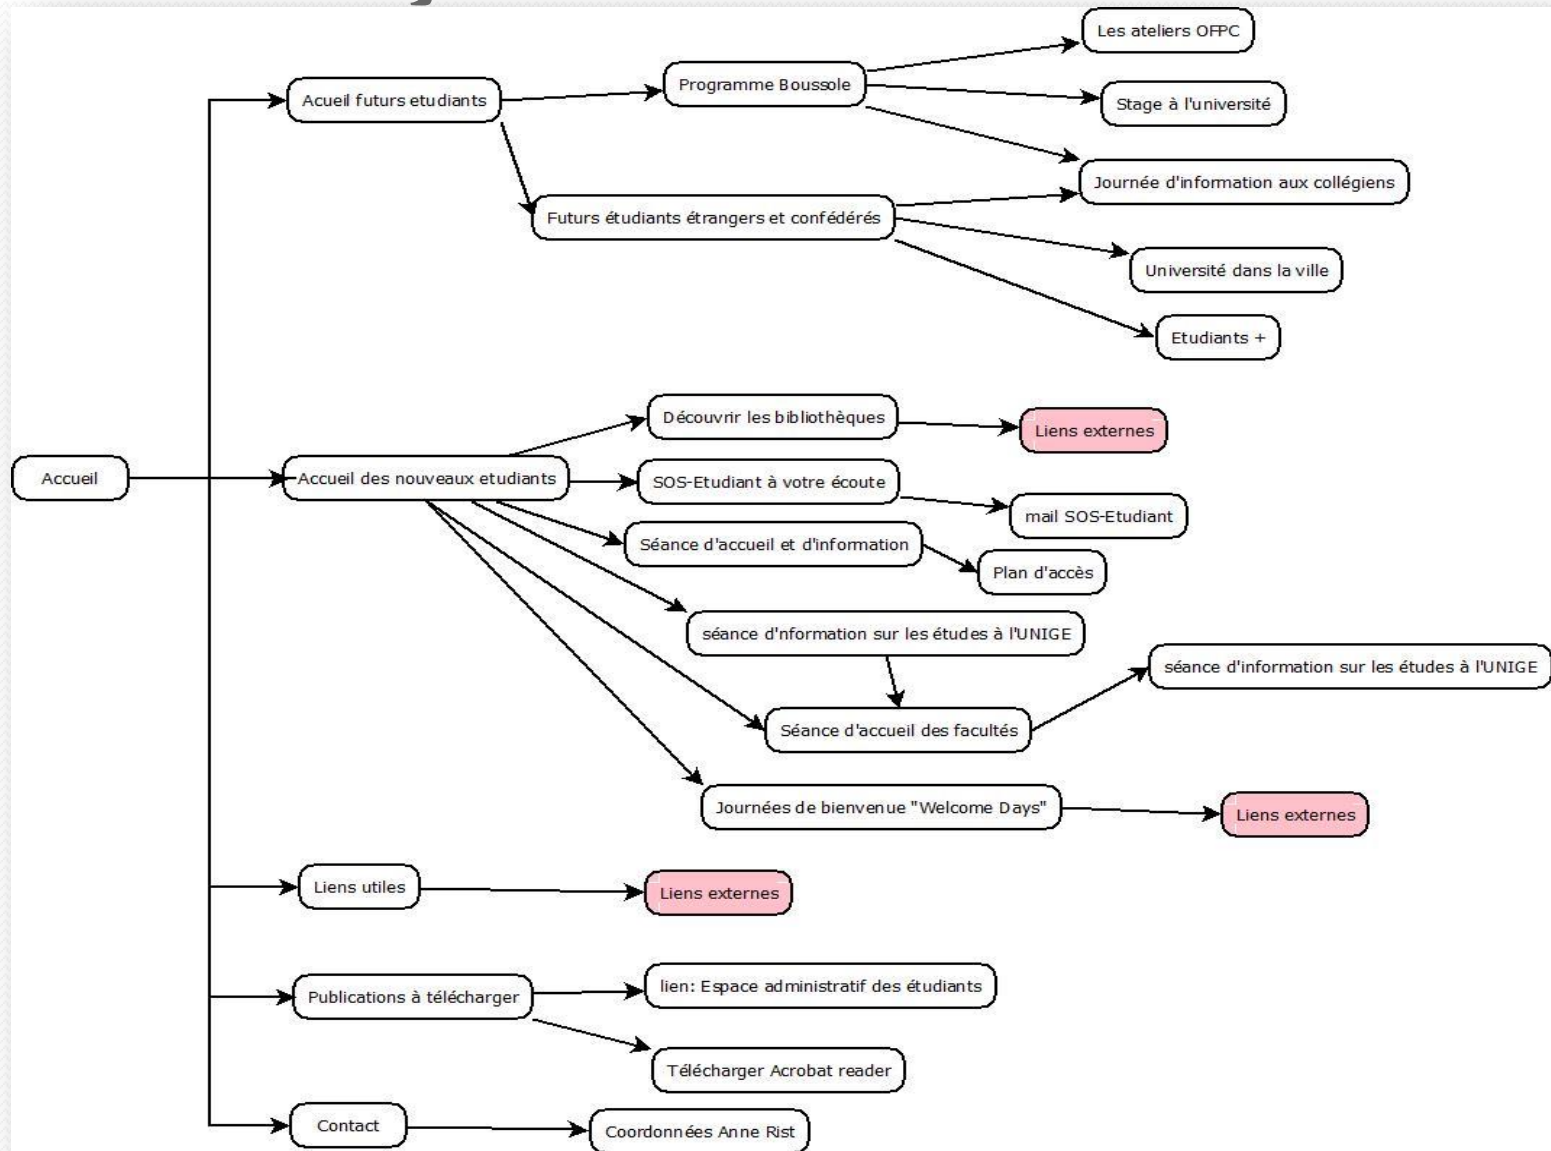 Les ateliers OFPC
Acueil futurs etudiants
Programme Boussole
Stage à l'université
Journée d'information aux collégiens
Futurs étudiants étrangers et confédérés
Université dans la ville
Etudiants +
Découvrir les bibliothèques
Liens externes
Accueil
Accueil des nouveaux etudiants
SOS-Etudiant à votre écoute
mail SOS-Etudiant
Séance d'accueil et d'information
Plan d'accès
séance d'nformation sur les études à l'UNIGE
séance d'information sur les études à l'UNIGE
Séance d'accueil des facultés
Journées de bienvenue "Welcome Days"
Liens externes
Liens utiles
Liens externes
Publications à télécharger
lien: Espace administratif des étudiants
Télécharger Acrobat reader
Contact
Coordonnées Anne Rist